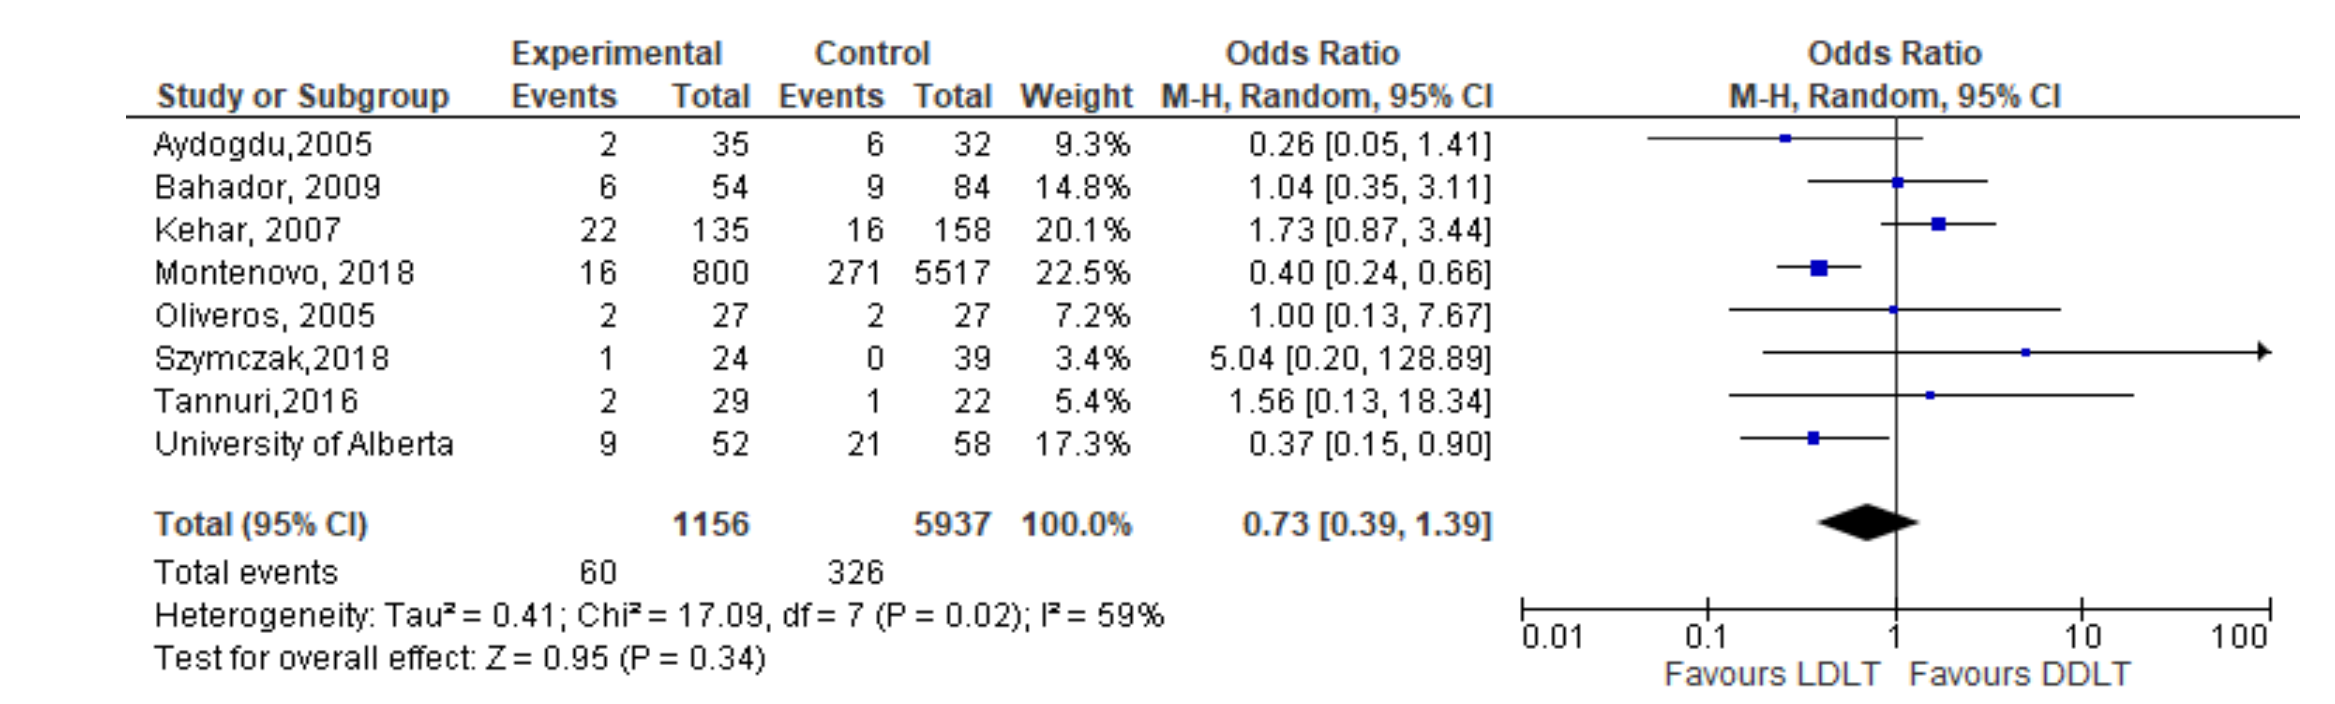 Experimental Control Odds Ratio Odds Ratio
Study or Subgroup Events Total Events Total Weight M-H, Random, 95% CI M-H, Random, 95% CI
Aydogdu,2005 2 35 6 32 9.3% 0.26 [0.05, 1.41]
Bahador, 2009 6 54 9 84 14.8% 1.04 [0.35, 3.11]
Kehar, 2007 22 135 16 158 20.1% 1.73 [0.87, 3.44]
Montenovo, 2018 16 800 271 5517 22.5% 0.40 [0.24, 0.66]
Oliveros, 2005 2 27 2 27 7.2% 1.00 [0.13, 7.67]
Szymczak,2018 1 24 0 39 3.4% 5.04 [0.20, 128.89]
Tannuri,2016 2 29 1 22 5.4% 1.56 [0.13, 18.34]
University of Alberta 9 52 21 58 17.3% 0.37 [0.15, 0.90]
Total (95% CI) 1156 5937 100.0% 0.73 [0.39, 1.39]
Total events 60 326
Heterogeneity: Tau² = 0.41; Chi² = 17.09, df = 7 (P = 0.02); I² = 59%
Test for overall effect: Z = 0.95 (P = 0.34)
0.01 0.1 1 10 100
Favours LDLT Favours DDLT